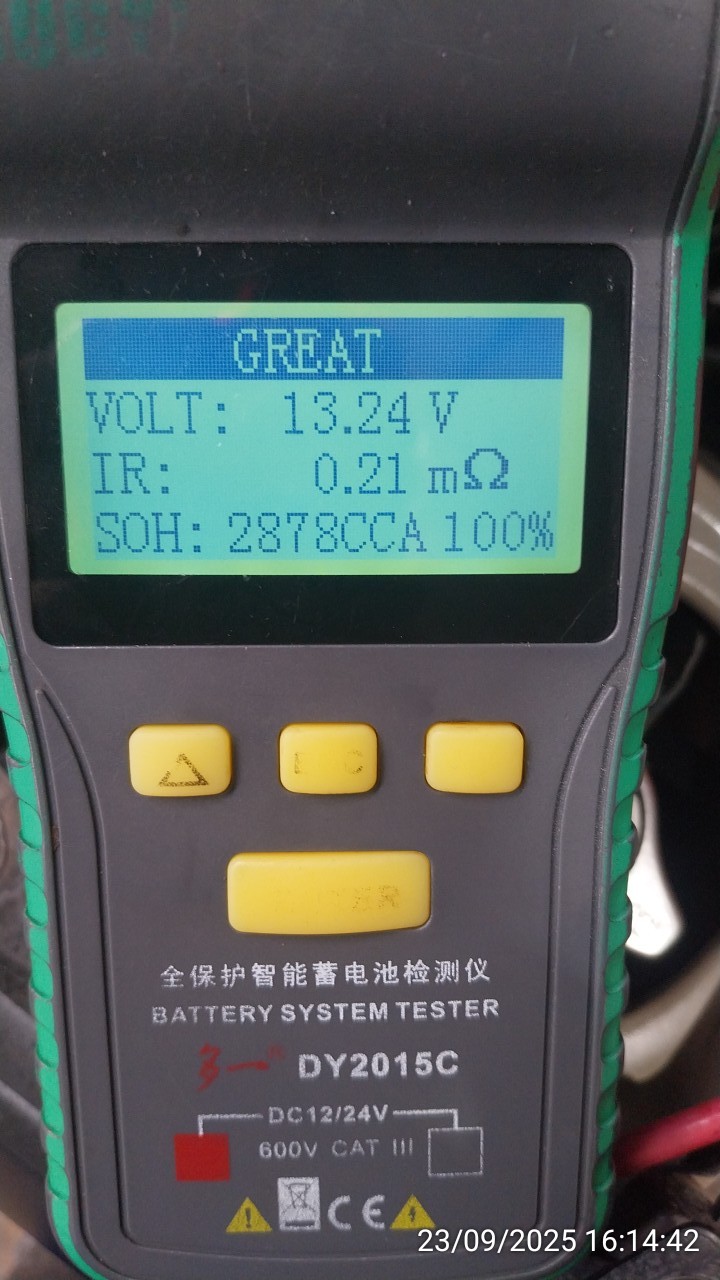 GREAT
VOLT: 13.24 V
IR: 0.21 mΩ
SOH: 2878CCA 100%
全保护智能蓄电池检测仪
BATTERY SYSTEM TESTER
多一® DY2015C
DC12/24V
600V CAT III
CE
23/09/2025 16:14:42